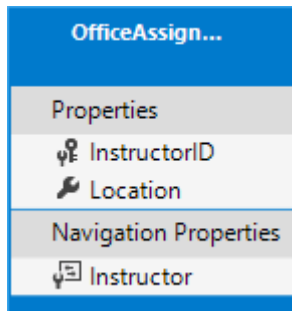 OfficeAssign...
Properties
InstructorID
Location
Navigation Properties
Instructor